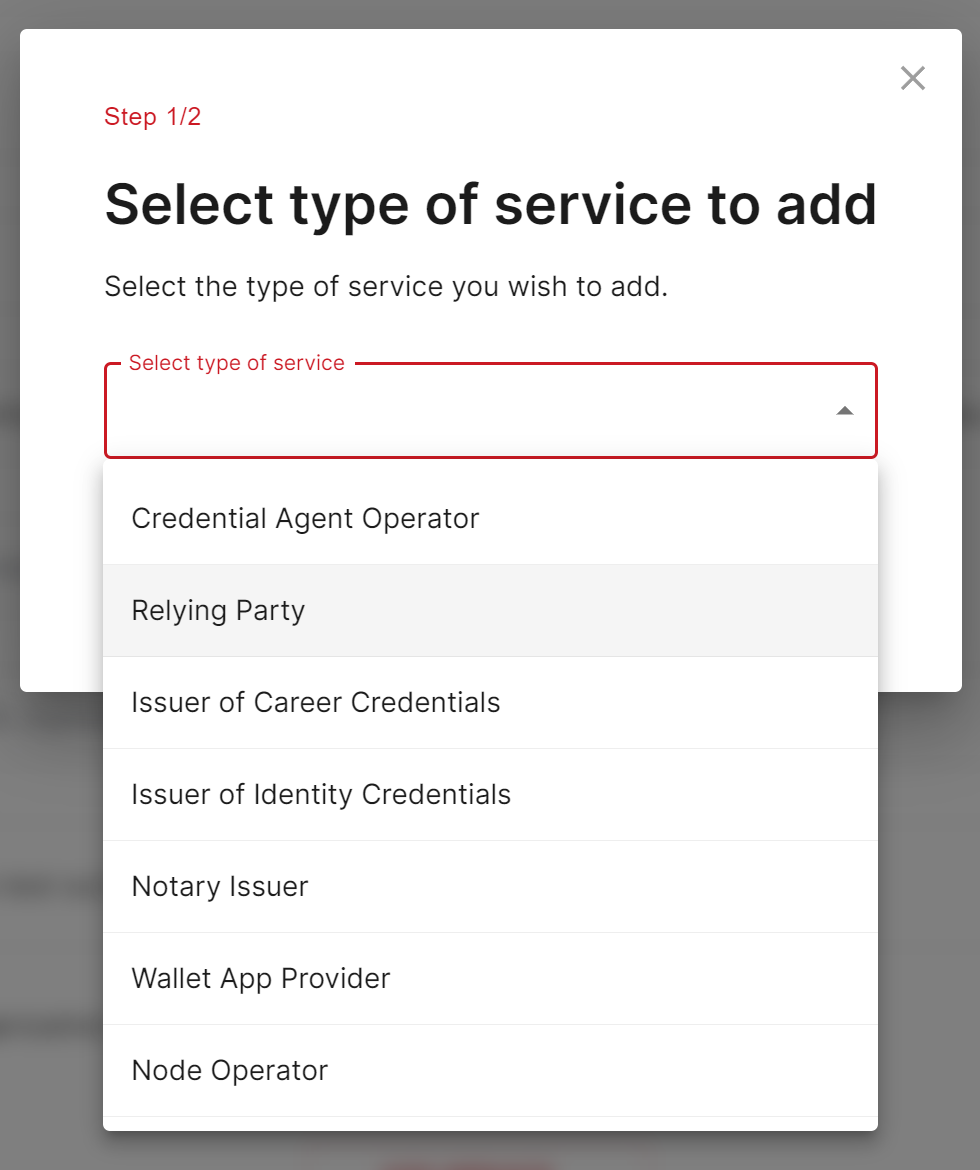 Step 1/2
Select type of service to add
Select the type of service you wish to add.
Select type of service
Credential Agent Operator
Relying Party
Issuer of Career Credentials
Issuer of Identity Credentials
Notary Issuer
Wallet App Provider
Node Operator